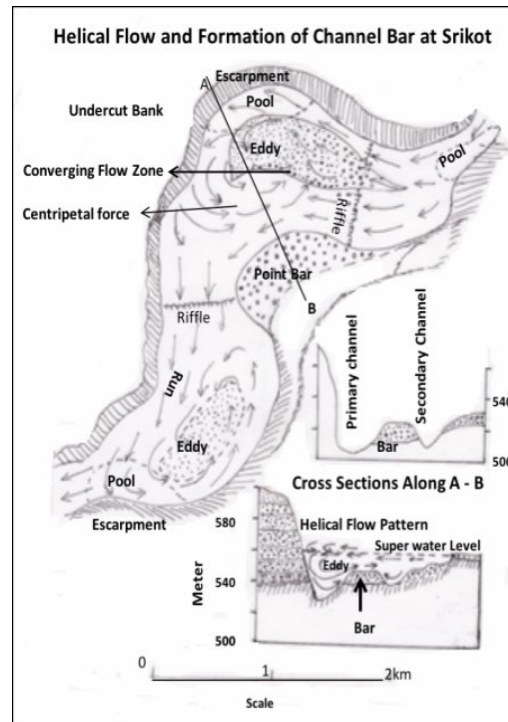 Helical Flow and Formation of Channel Bar at Srikot
A
Escarpment
Pool
Undercut Bank
Eddy
Pool
Converging Flow Zone
Centripetal force
Riffle
Point Bar
B
Riffle
Run
Primary channel
Secondary Channel
540
Eddy
Bar
500
Pool
Cross Sections Along A - B
Escarpment
580
Helical Flow Pattern
Super water Level
Eddy
Meter
540
Bar
500
0
1
2km
Scale